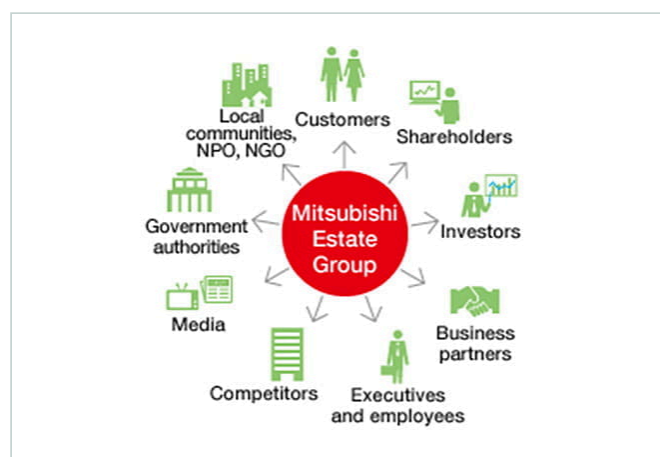 Customers
Shareholders
Investors
Business
partners
Executives
and employees
Competitors
Media
Government
authorities
Local
communities,
NPO, NGO
Mitsubishi
Estate
Group